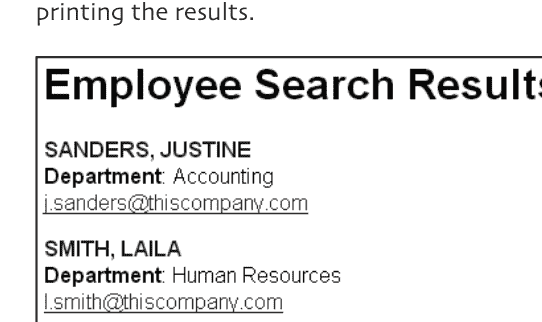 printing the results.
Employee Search Results
SANDERS, JUSTINE
Department: Accounting
j.sanders@thiscompany.com
SMITH, LAILA
Department: Human Resources
l.smith@thiscompany.com